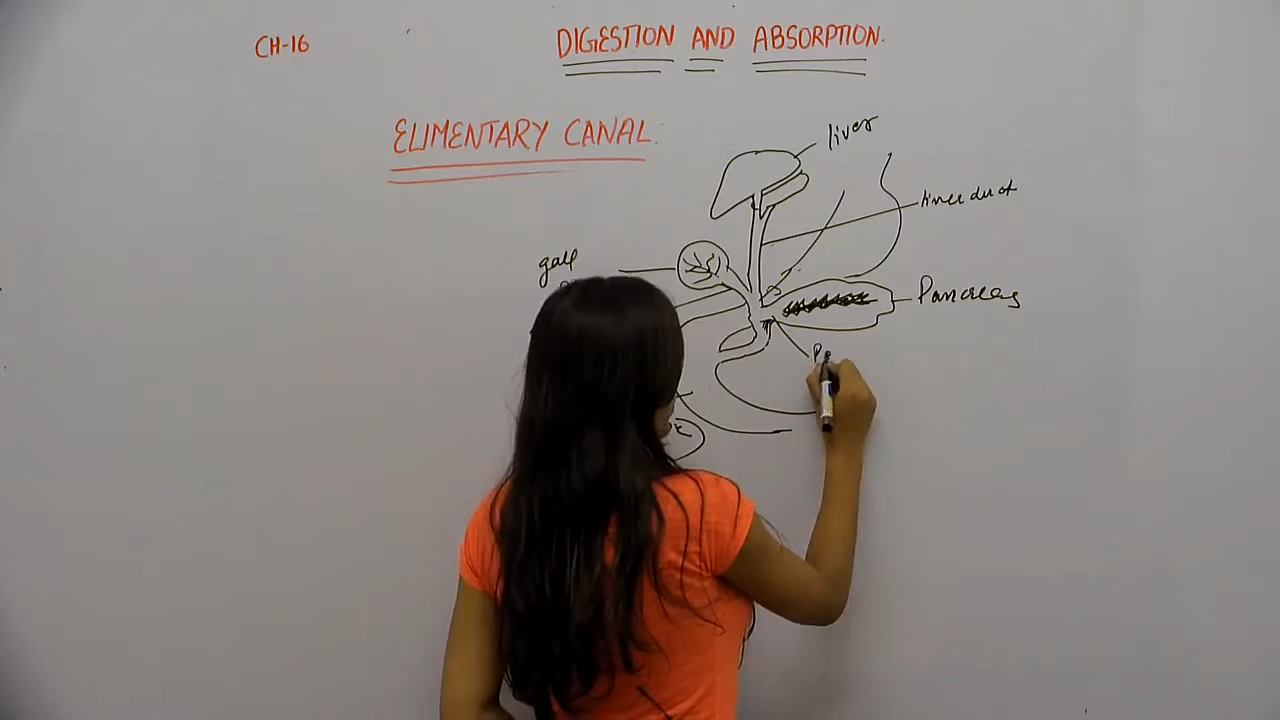 CH-16
DIGESTION AND ABSORPTION.
ELIMENTARY CANAL.
liver
liver duct
gall
Pancreas